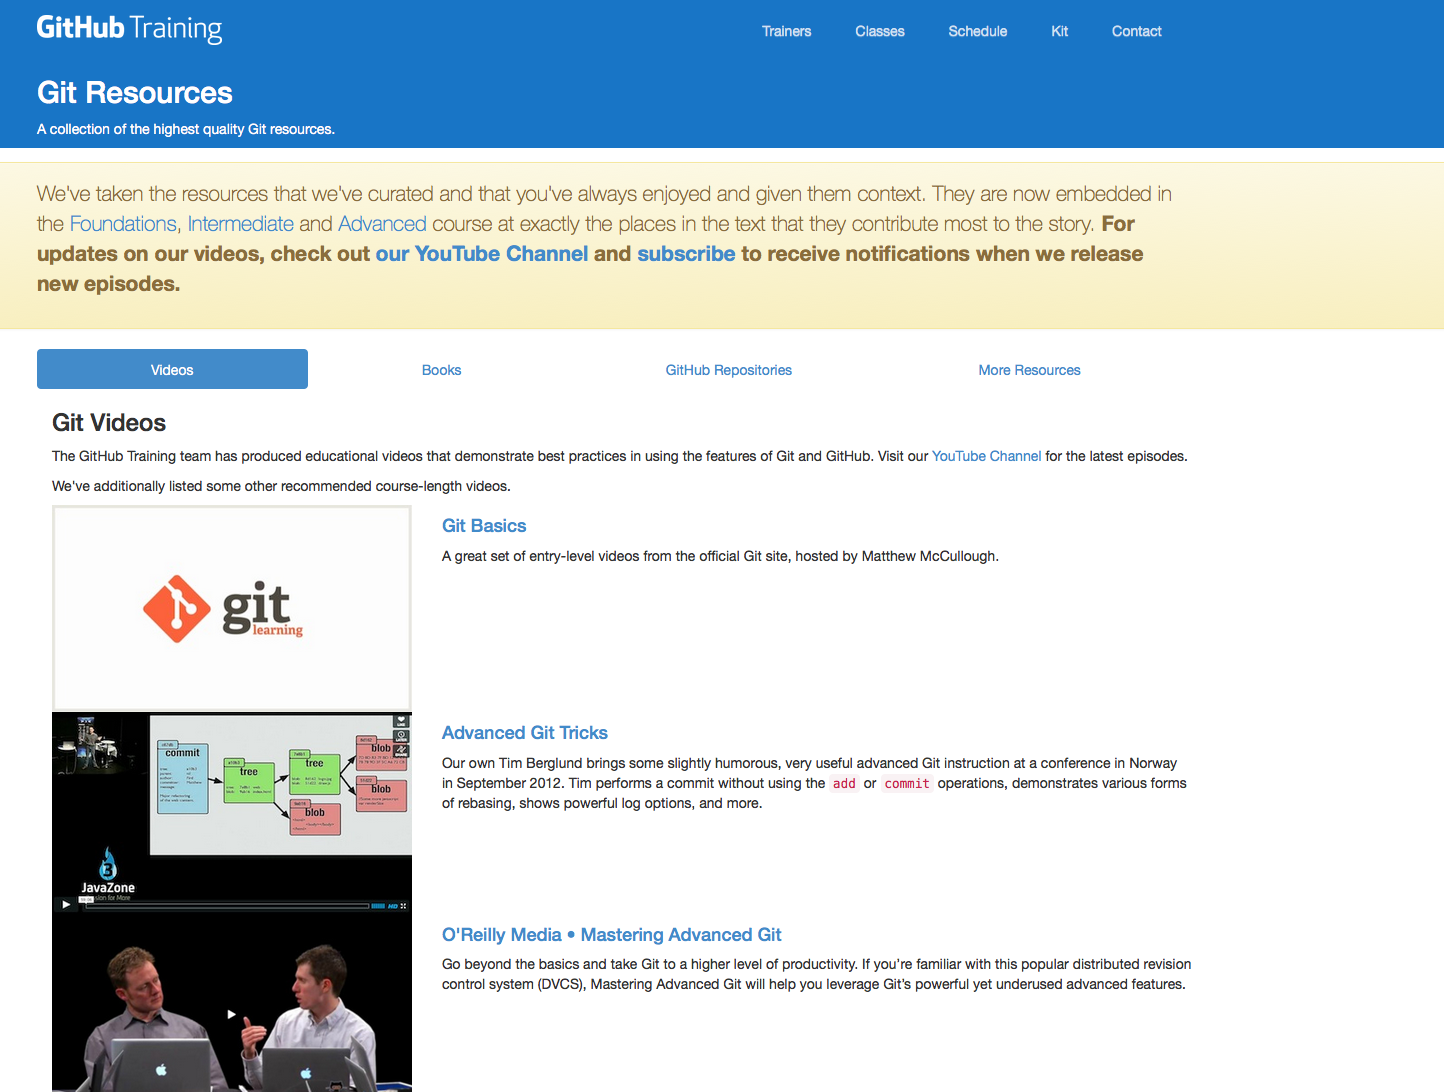 GitHub Training
Trainers
Classes
Schedule
Kit
Contact
Git Resources
A collection of the highest quality Git resources.
We've taken the resources that we've curated and that you've always enjoyed and given them context. They are now embedded in
the Foundations, Intermediate and Advanced course at exactly the places in the text that they contribute most to the story. For
updates on our videos, check out our YouTube Channel and subscribe to receive notifications when we release
new episodes.
Videos
Books
GitHub Repositories
More Resources
Git Videos
The GitHub Training team has produced educational videos that demonstrate best practices in using the features of Git and GitHub. Visit our YouTube Channel for the latest episodes.
We've additionally listed some other recommended course-length videos.
git
learning
Git Basics
A great set of entry-level videos from the official Git site, hosted by Matthew McCullough.
commit
tree
tree
blob
blob
blob
JavaZone
HD
Advanced Git Tricks
Our own Tim Berglund brings some slightly humorous, very useful advanced Git instruction at a conference in Norway
in September 2012. Tim performs a commit without using the add or commit operations, demonstrates various forms
of rebasing, shows powerful log options, and more.
O'Reilly Media • Mastering Advanced Git
Go beyond the basics and take Git to a higher level of productivity. If you're familiar with this popular distributed revision
control system (DVCS), Mastering Advanced Git will help you leverage Git's powerful yet underused advanced features.